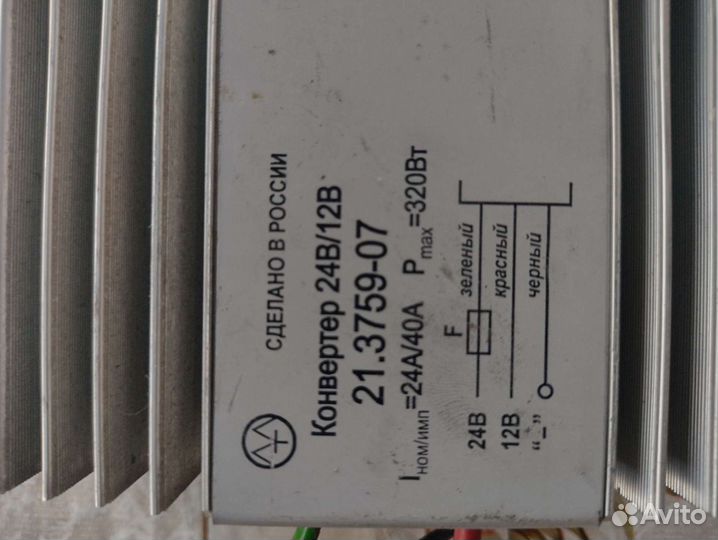 СДЕЛАНО В РОССИИ
Конвертер 24В/12В
21.3759-07
Iном/имп=24А/40А Pmax=320Вт
F
24В зеленый
12В красный
“–” черный
Avito